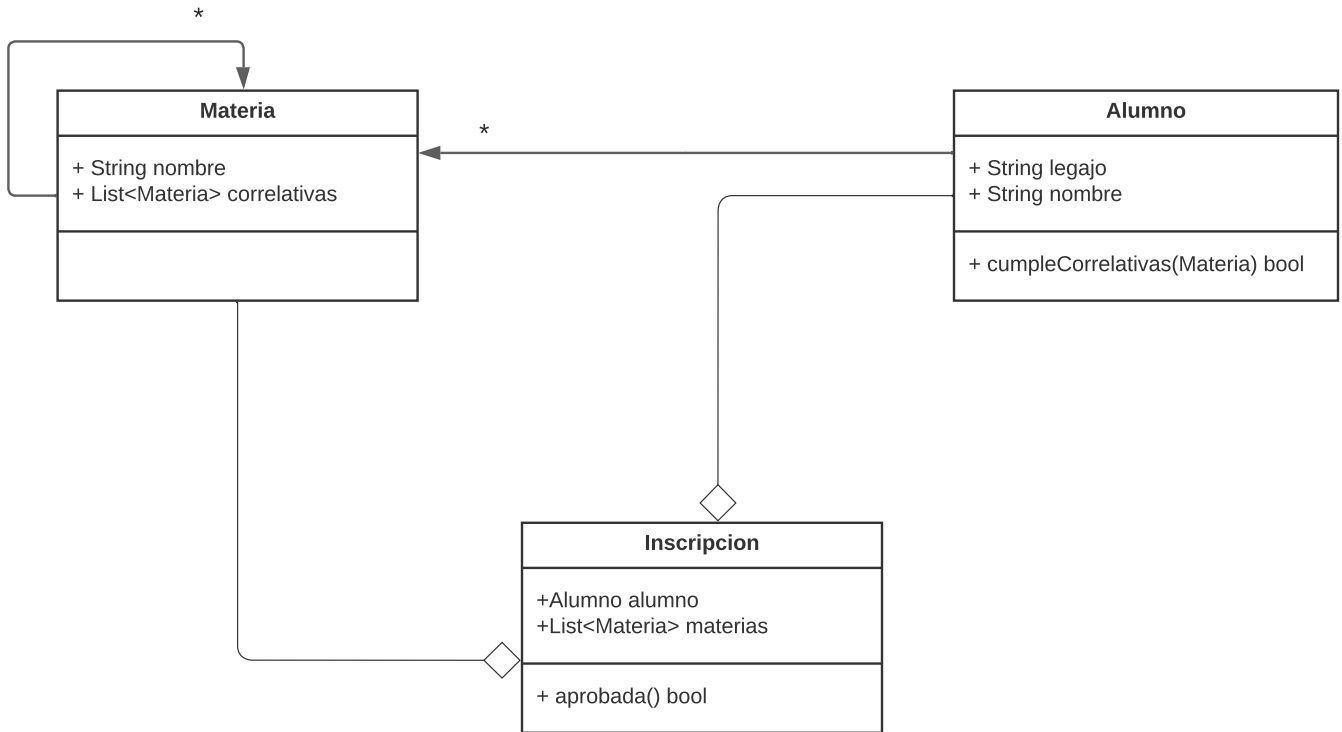 *
Materia
+ String nombre
+ List<Materia> correlativas
*
Alumno
+ String legajo
+ String nombre
+ cumpleCorrelativas(Materia) bool
Inscripcion
+Alumno alumno
+List<Materia> materias
+ aprobada() bool